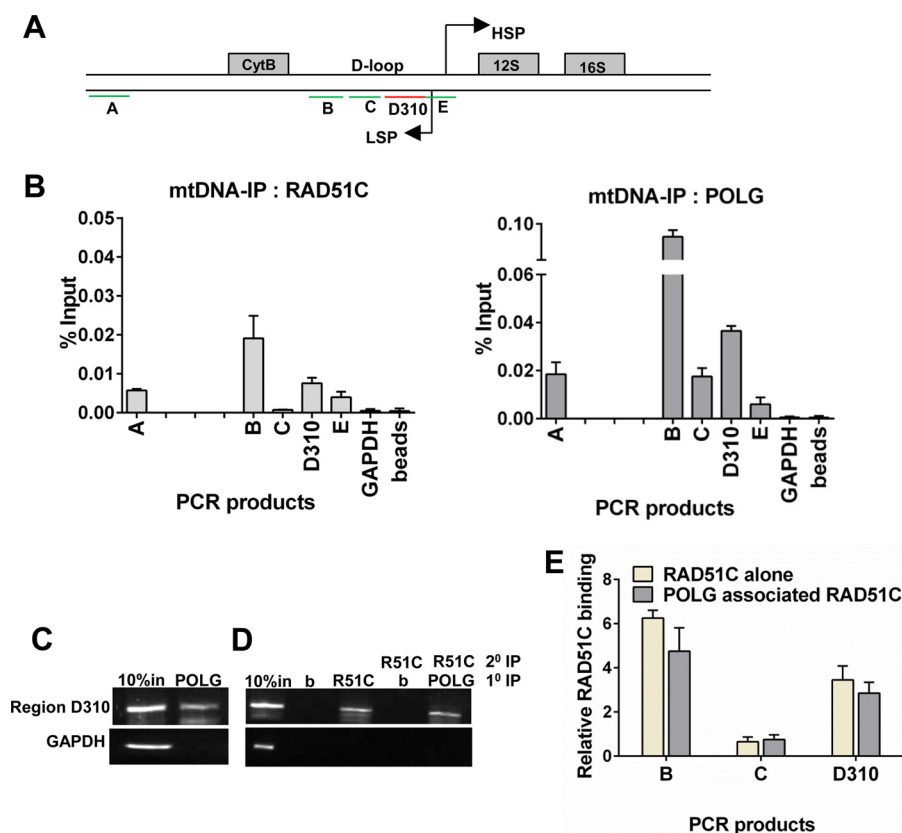 A
HSP
CytB
D-loop
12S
16S
A
B
C
D310
E
LSP
B
mtDNA-IP : RAD51C
% Input
0.05
0.04
0.03
0.02
0.01
0.00
A
B
C
D310
E
GAPDH
beads
PCR products
mtDNA-IP : POLG
% Input
0.10
0.06
0.04
0.02
0.00
A
B
C
D310
E
GAPDH
beads
PCR products
C
10%in POLG
Region D310
GAPDH
D
R51C R51C 2⁰ IP
10%in b R51C b POLG 1⁰ IP
E
RAD51C alone
POLG associated RAD51C
Relative RAD51C binding
8
6
4
2
0
B
C
D310
PCR products